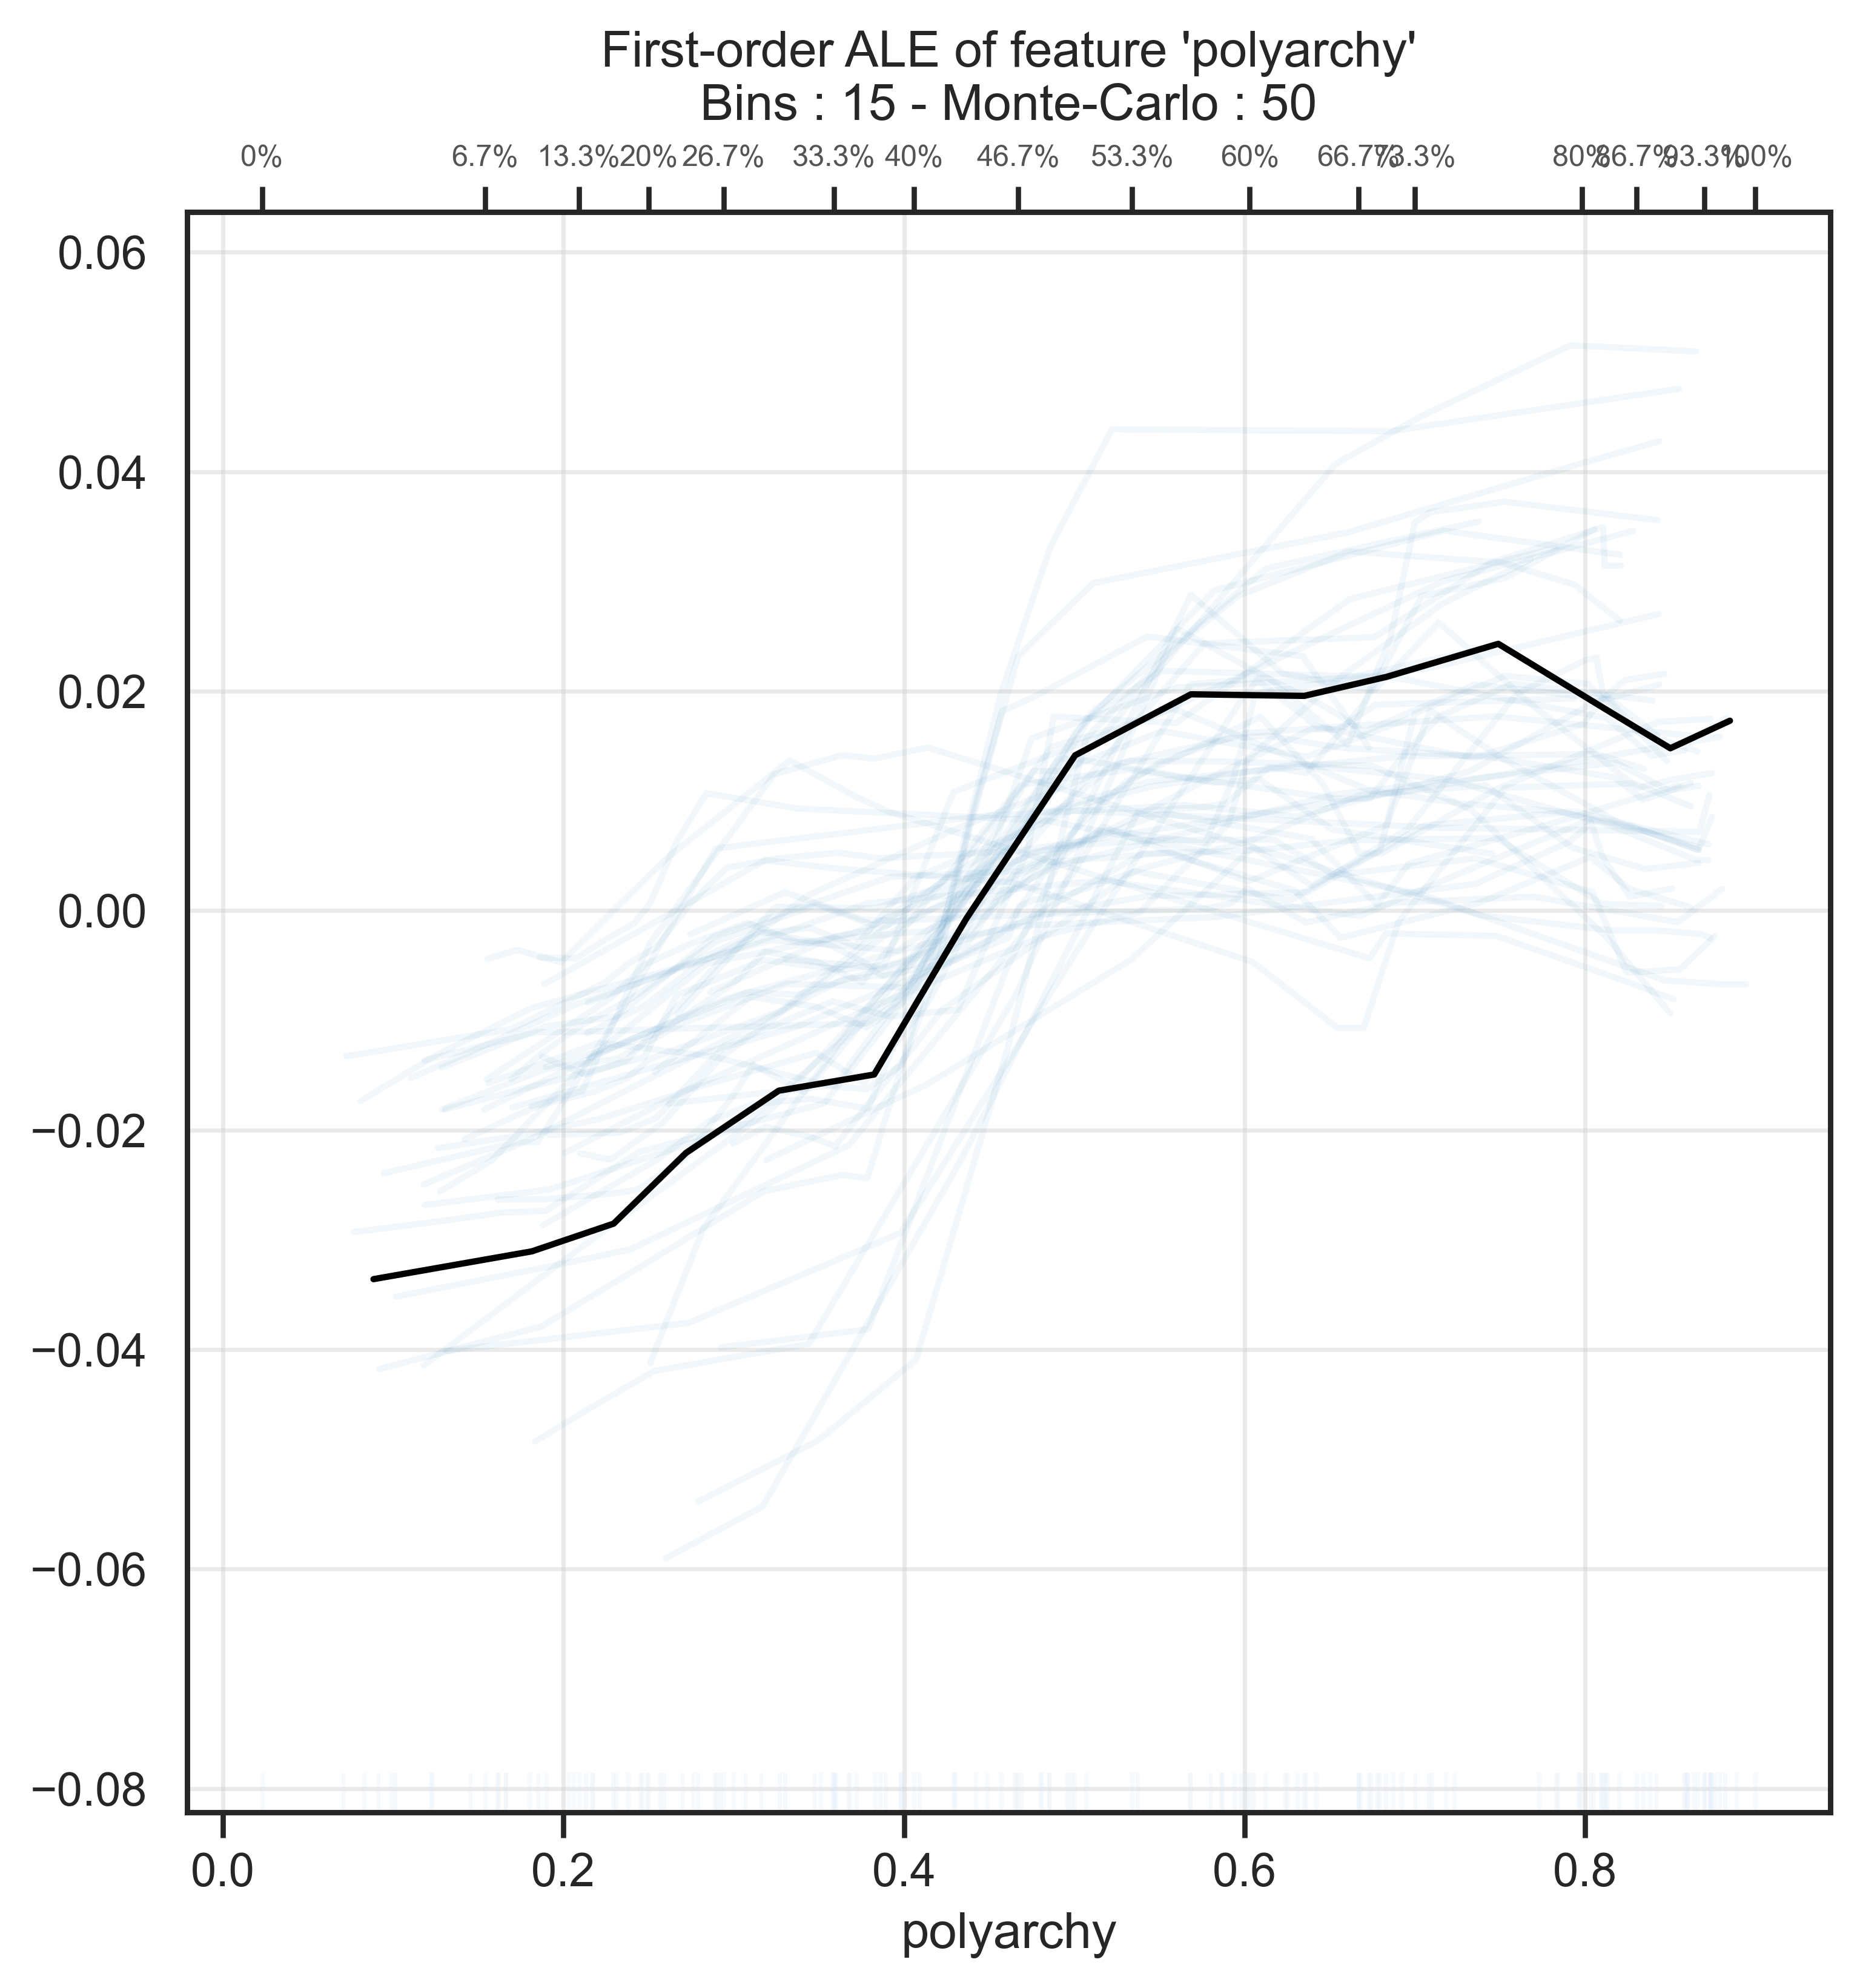 First-order ALE of feature 'polyarchy'
Bins : 15 - Monte-Carlo : 50
0% 6.7% 13.3% 20% 26.7% 33.3% 40% 46.7% 53.3% 60% 66.7% 73.3% 80% 86.7% 93.3% 100%
0.06
0.04
0.02
0.00
−0.02
−0.04
−0.06
−0.08
0.0 0.2 0.4 0.6 0.8
polyarchy